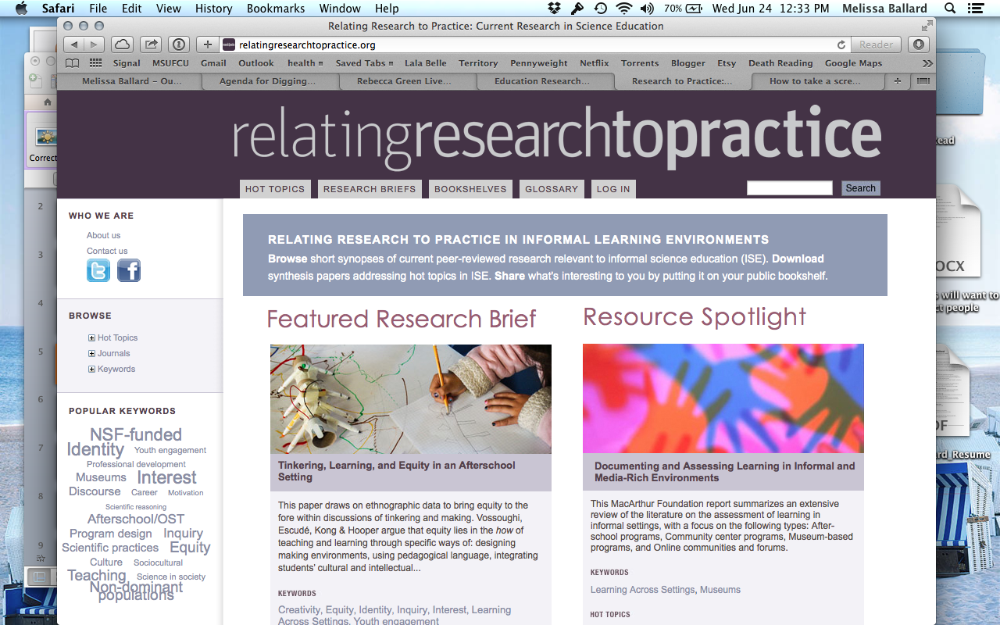 Safari File Edit View History Bookmarks Window Help 70% Wed Jun 24 12:33 PM Melissa Ballard
Relating Research to Practice: Current Research in Science Education
relatingresearchtopractice.org Reader
Signal MSUFCU Gmail Outlook health Saved Tabs Lala Belle Territory Pennyweight Netflix Torrents Blogger Etsy Death Reading Google Maps
Melissa Ballard – Ou... Agenda for Digging... Rebecca Green Live... Education Research... Research to Practice:... How to take a scre...
relatingresearchtopractice
HOT TOPICS RESEARCH BRIEFS BOOKSHELVES GLOSSARY LOG IN Search
WHO WE ARE
About us
Contact us
BROWSE
Hot Topics
Journals
Keywords
POPULAR KEYWORDS
NSF-funded
Identity Youth engagement
Professional development
Museums Interest
Discourse Career Motivation
Scientific reasoning
Afterschool/OST
Program design Inquiry
Scientific practices Equity
Culture Sociocultural
Teaching Science in society
Non-dominant
populations
RELATING RESEARCH TO PRACTICE IN INFORMAL LEARNING ENVIRONMENTS
Browse short synopses of current peer-reviewed research relevant to informal science education (ISE). Download
synthesis papers addressing hot topics in ISE. Share what's interesting to you by putting it on your public bookshelf.
Featured Research Brief
Tinkering, Learning, and Equity in an Afterschool
Setting
This paper draws on ethnographic data to bring equity to the
fore within discussions of tinkering and making. Vossoughi,
Escudé, Kong & Hooper argue that equity lies in the how of
teaching and learning through specific ways of: designing
making environments, using pedagogical language, integrating
students' cultural and intellectual...
KEYWORDS
Creativity, Equity, Identity, Inquiry, Interest, Learning
Across Settings, Youth engagement
Resource Spotlight
Documenting and Assessing Learning in Informal and
Media-Rich Environments
This MacArthur Foundation report summarizes an extensive
review of the literature on the assessment of learning in
informal settings, with a focus on the following types: After-
school programs, Community center programs, Museum-based
programs, and Online communities and forums.
KEYWORDS
Learning Across Settings, Museums
HOT TOPICS
Correct
2
3
4
5
6
7
8
9
OCX
s will want to
ct people
DF
rd_Resume